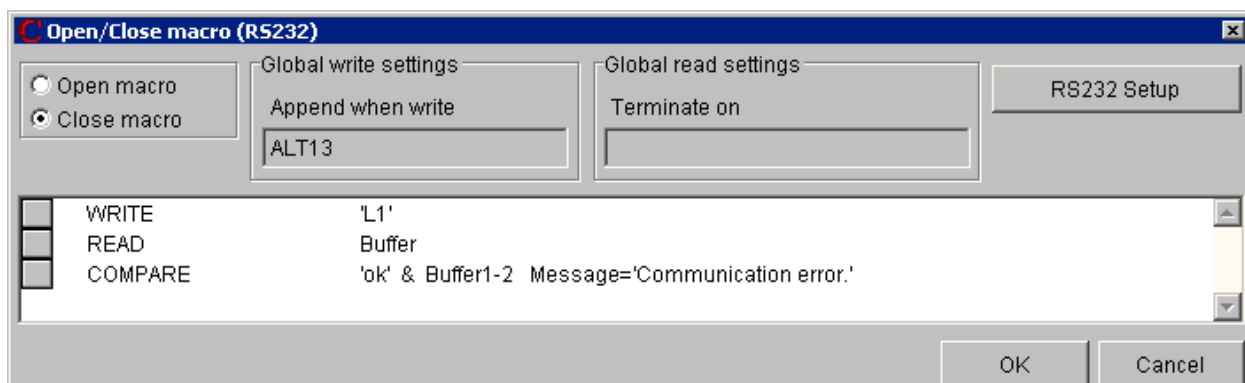 Open/Close macro (RS232)
Open macro
Close macro
Global write settings
Append when write
ALT13
Global read settings
Terminate on
RS232 Setup
WRITE 'L1'
READ Buffer
COMPARE 'ok' & Buffer1-2 Message='Communication error.'
OK Cancel